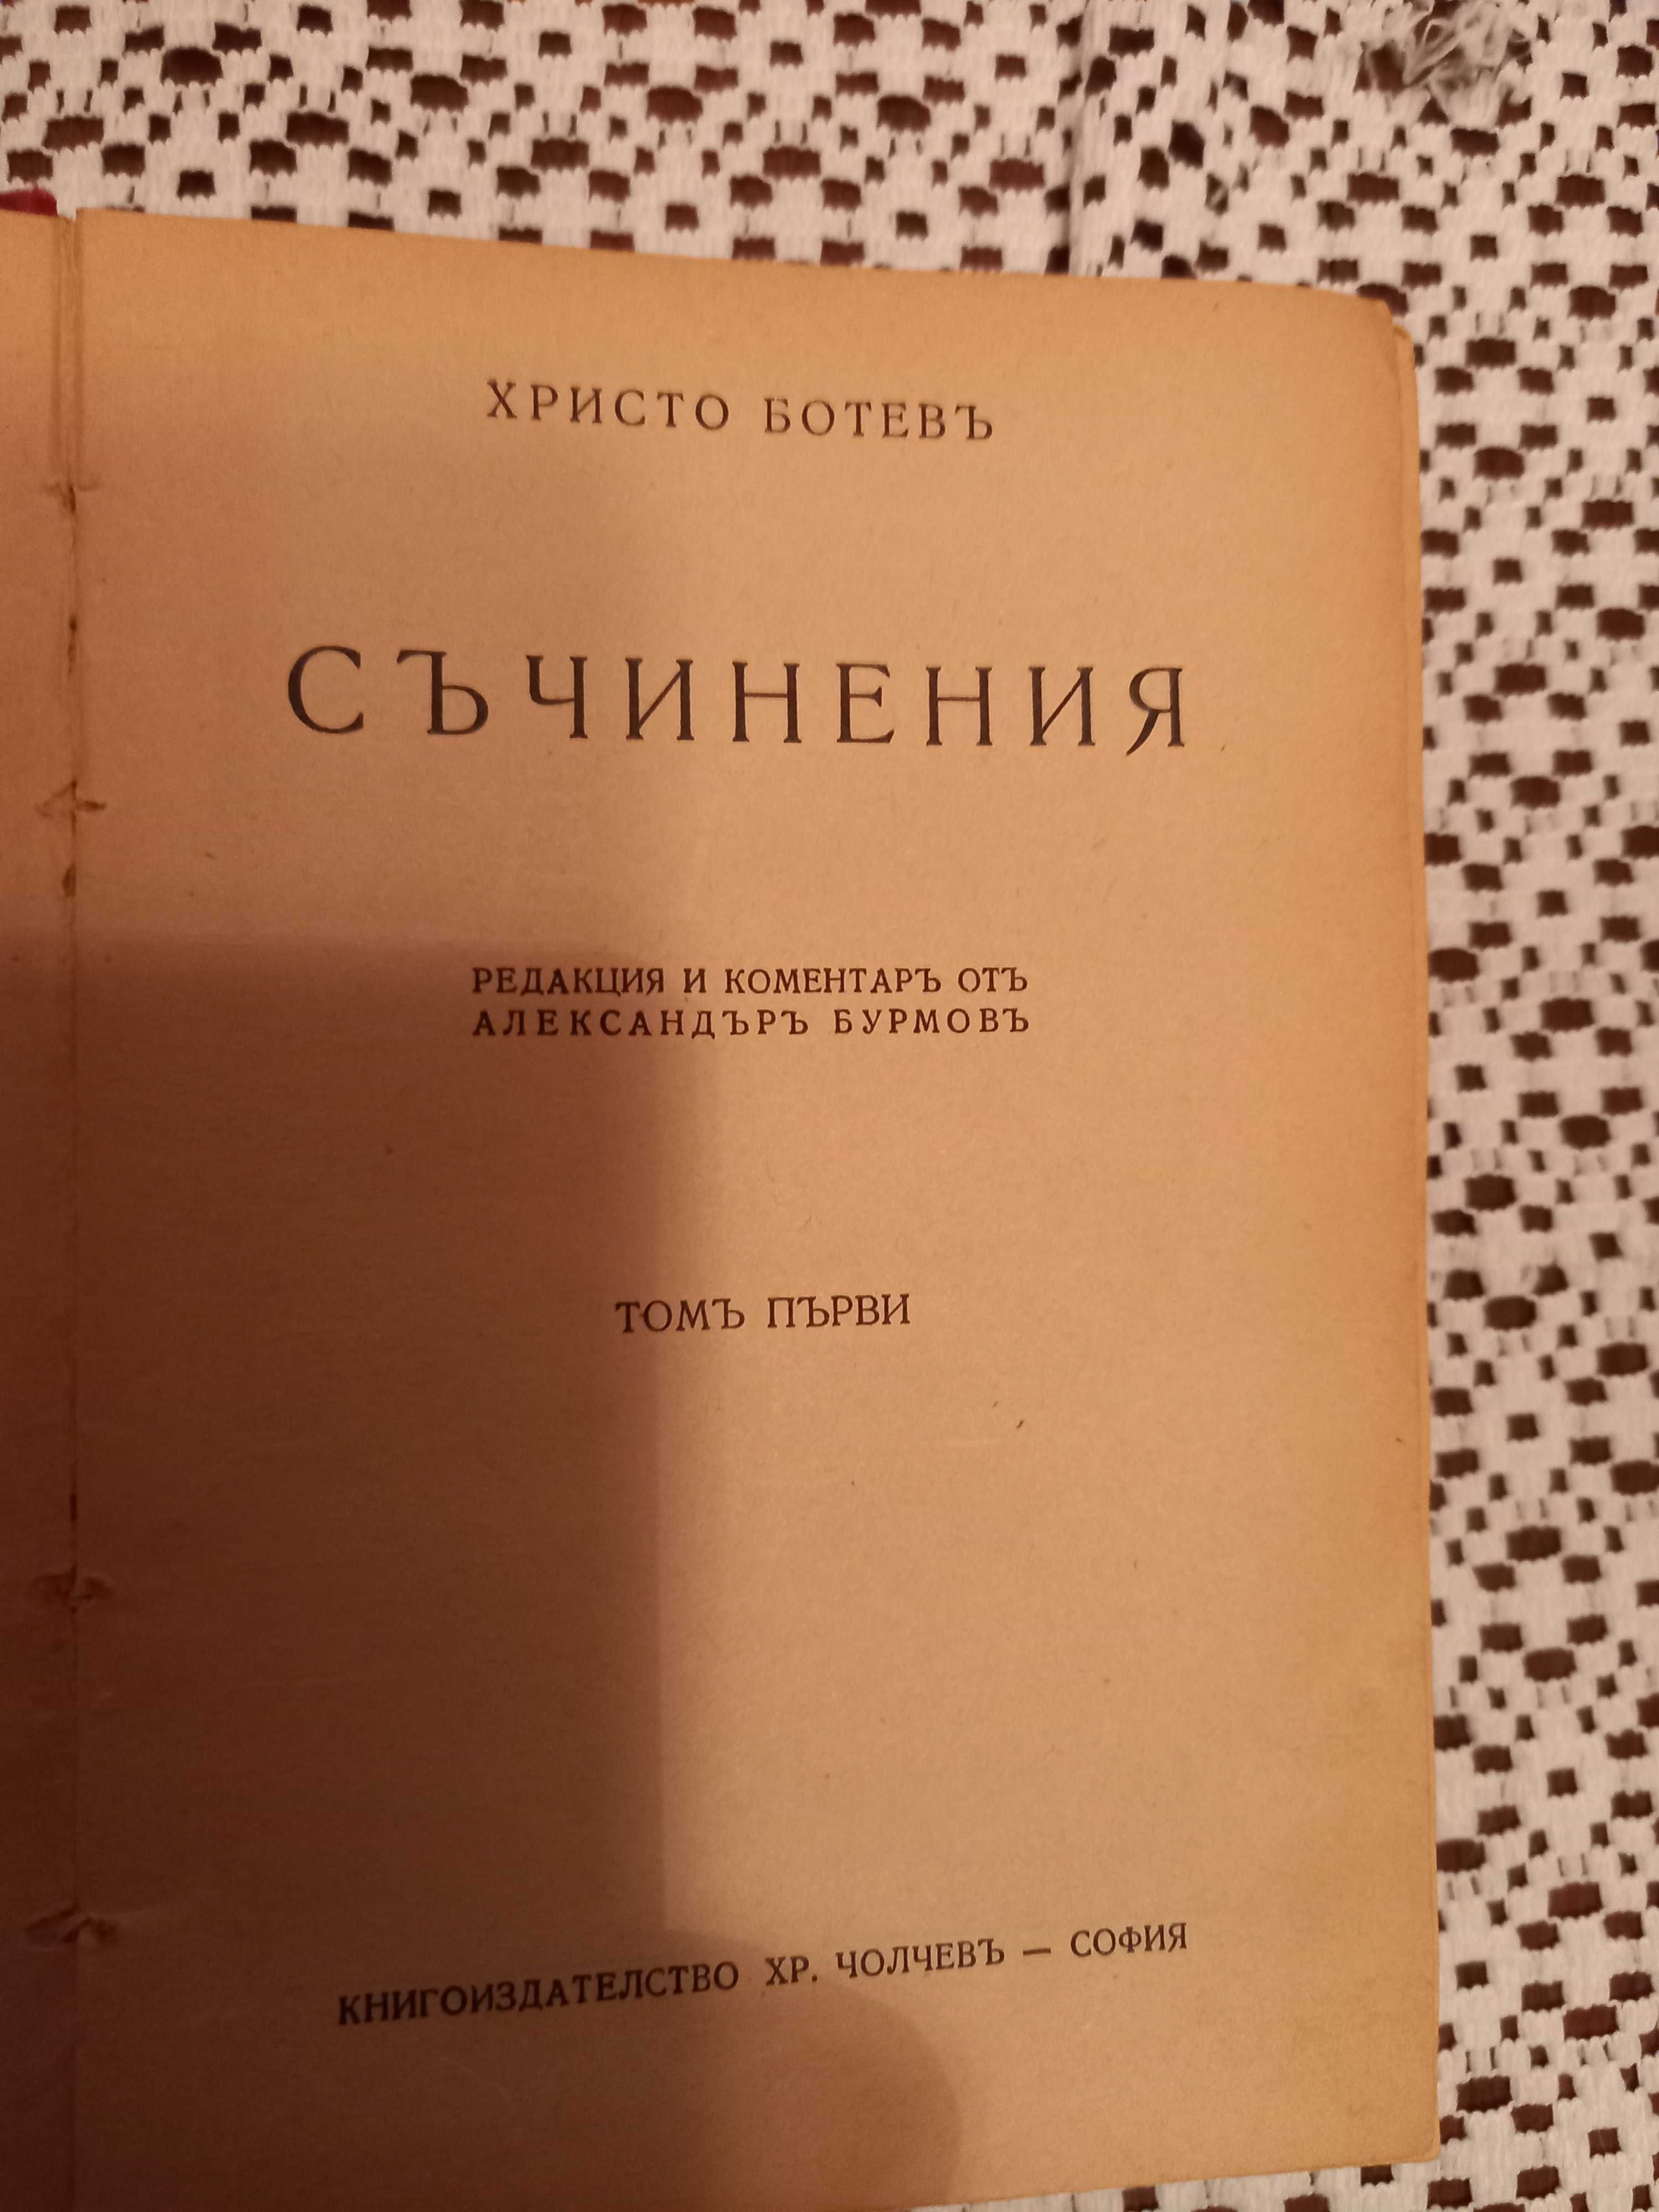 ХРИСТО БОТЕВЪ
СЪЧИНЕНИЯ
РЕДАКЦИЯ И КОМЕНТАРЪ ОТЪ
АЛЕКСАНДЪРЪ БУРМОВЪ
ТОМЪ ПЪРВИ
КНИГОИЗДАТЕЛСТВО ХР. ЧОЛЧЕВЪ — СОФИЯ